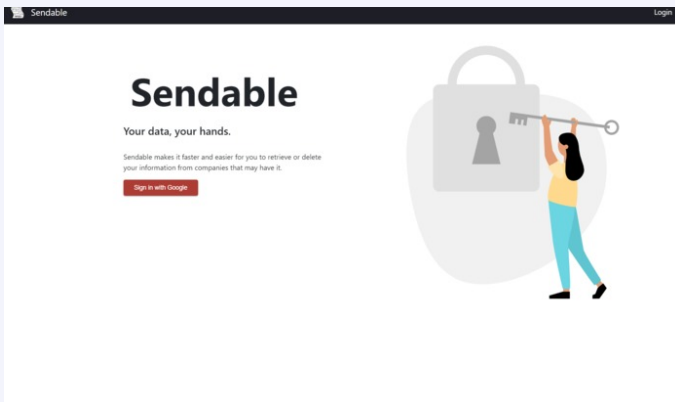 Sendable
Login
Sendable
Your data, your hands.
Sendable makes it faster and easier for you to retrieve or delete
your information from companies that may have it.
Sign in with Google